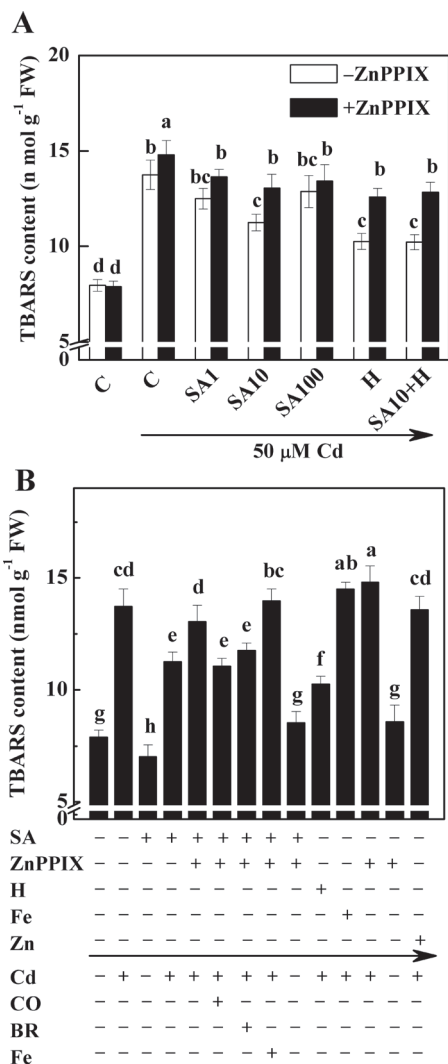 A
TBARS content (n mol g⁻¹ FW)
20
15
10
5
0
–ZnPPIX
+ZnPPIX
d d
b a
bc b
c b
bc b
c b
c b
C C SA1 SA10 SA100 H SA10+H
50 μM Cd
B
TBARS content (nmol g⁻¹ FW)
15
10
5
0
g cd h e d e e bc g f ab a g cd
SA – – + + + + + + + – – – – –
ZnPPIX – – – – + + + + + – – + + –
H – – – – – – – – – + – – – –
Fe – – – – – – – – – – + – – –
Zn – – – – – – – – – – – – – +
Cd – + – + + + + + – + + + – +
CO – – – – – + – – – – – – – –
BR – – – – – – + – – – – – – –
Fe – – – – – – – + – – – – – –